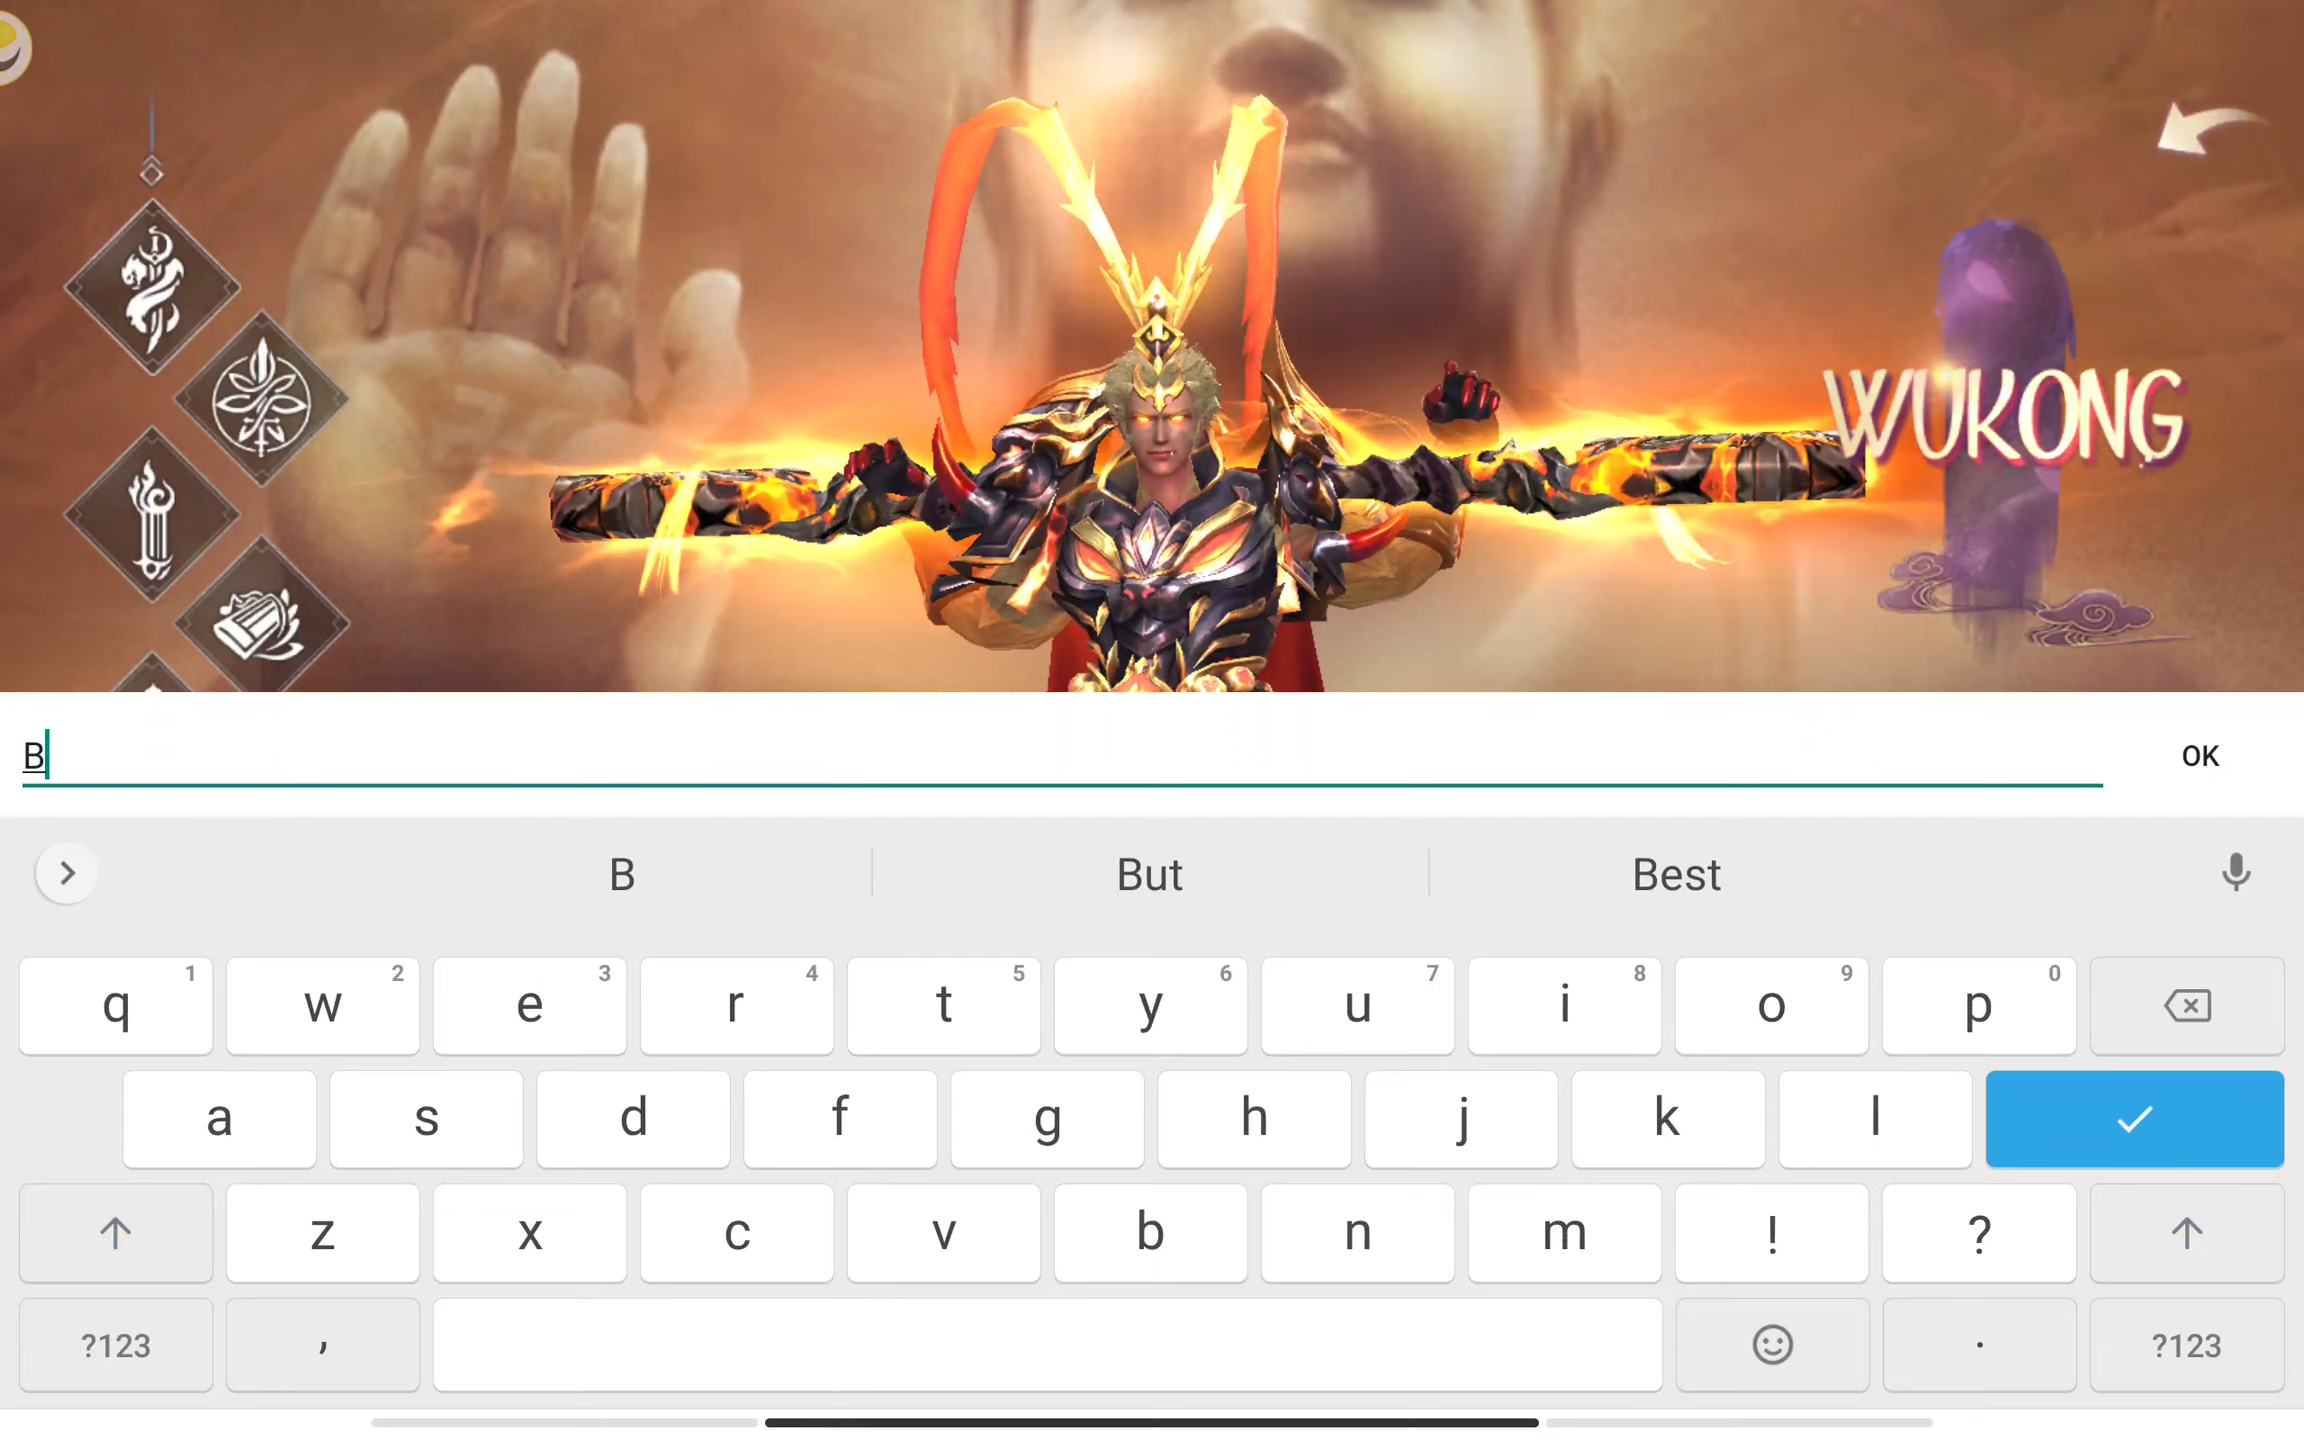 WUKONG
B
OK
B But Best
1 2 3 4 5 6 7 8 9 0
q w e r t y u i o p
a s d f g h j k l
z x c v b n m ! ?
?123 , . ?123